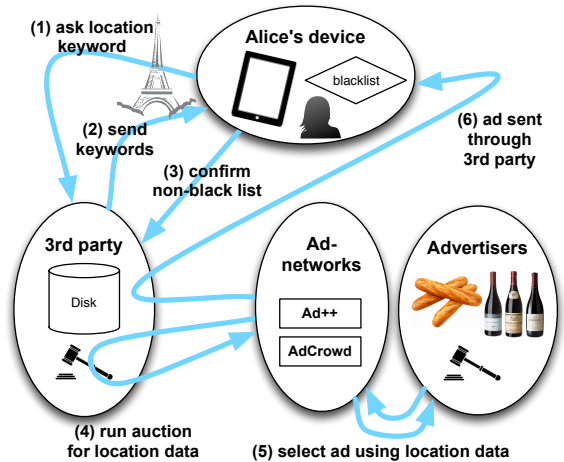 (1) ask location
keyword
Alice's device
blacklist
(2) send
keywords
(3) confirm
non-black list
(6) ad sent
through
3rd party
3rd party
Disk
Ad-
networks
Ad++
AdCrowd
Advertisers
(4) run auction
for location data
(5) select ad using location data